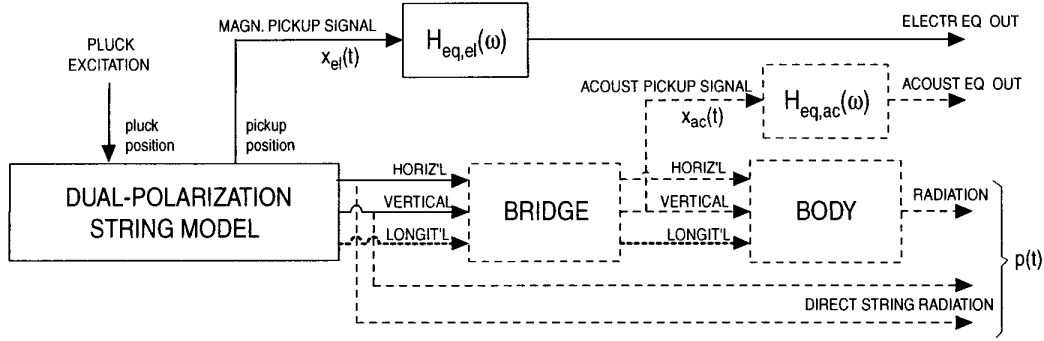 MAGN. PICKUP SIGNAL
x_el(t)
H_eq,el(ω)
ELECTR EQ OUT
PLUCK
EXCITATION
ACOUST PICKUP SIGNAL
x_ac(t)
H_eq,ac(ω)
ACOUST EQ OUT
pluck
position
pickup
position
DUAL-POLARIZATION
STRING MODEL
HORIZ'L
VERTICAL
LONGIT'L
BRIDGE
HORIZ'L
VERTICAL
LONGIT'L
BODY
RADIATION
p(t)
DIRECT STRING RADIATION